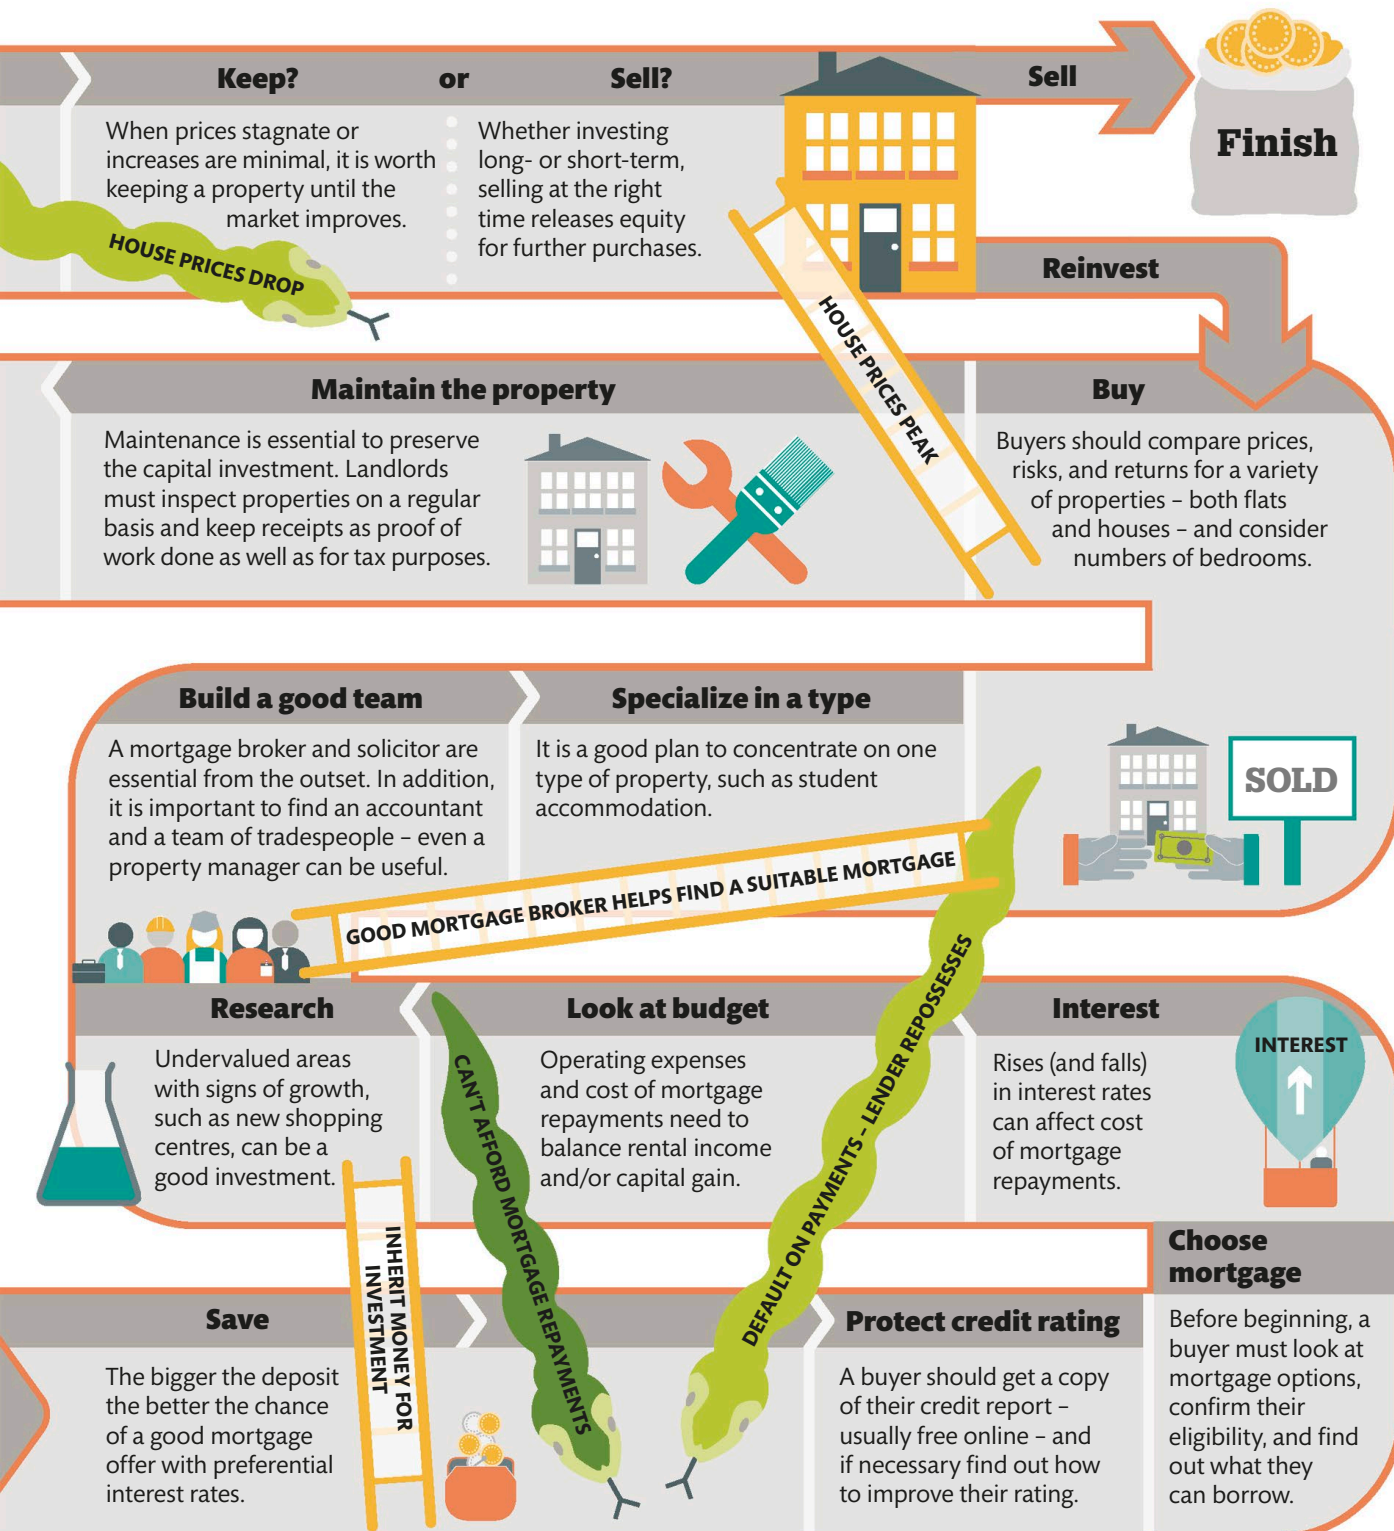 Keep?
or
Sell?
Sell
When prices stagnate or
increases are minimal, it is worth
keeping a property until the
market improves.
Whether investing
long- or short-term,
selling at the right
time releases equity
for further purchases.
Finish
HOUSE PRICES DROP
Reinvest
HOUSE PRICES PEAK
Maintain the property
Maintenance is essential to preserve
the capital investment. Landlords
must inspect properties on a regular
basis and keep receipts as proof of
work done as well as for tax purposes.
Buy
Buyers should compare prices,
risks, and returns for a variety
of properties – both flats
and houses – and consider
numbers of bedrooms.
Build a good team
A mortgage broker and solicitor are
essential from the outset. In addition,
it is important to find an accountant
and a team of tradespeople – even a
property manager can be useful.
Specialize in a type
It is a good plan to concentrate on one
type of property, such as student
accommodation.
SOLD
GOOD MORTGAGE BROKER HELPS FIND A SUITABLE MORTGAGE
Research
Undervalued areas
with signs of growth,
such as new shopping
centres, can be a
good investment.
CAN'T AFFORD MORTGAGE REPAYMENTS
Look at budget
Operating expenses
and cost of mortgage
repayments need to
balance rental income
and/or capital gain.
DEFAULT ON PAYMENTS – LENDER REPOSSESSES
Interest
Rises (and falls)
in interest rates
can affect cost
of mortgage
repayments.
INTEREST
Save
The bigger the deposit
the better the chance
of a good mortgage
offer with preferential
interest rates.
INHERIT MONEY FOR
INVESTMENT
Protect credit rating
A buyer should get a copy
of their credit report –
usually free online – and
if necessary find out how
to improve their rating.
Choose
mortgage
Before beginning, a
buyer must look at
mortgage options,
confirm their
eligibility, and find
out what they
can borrow.